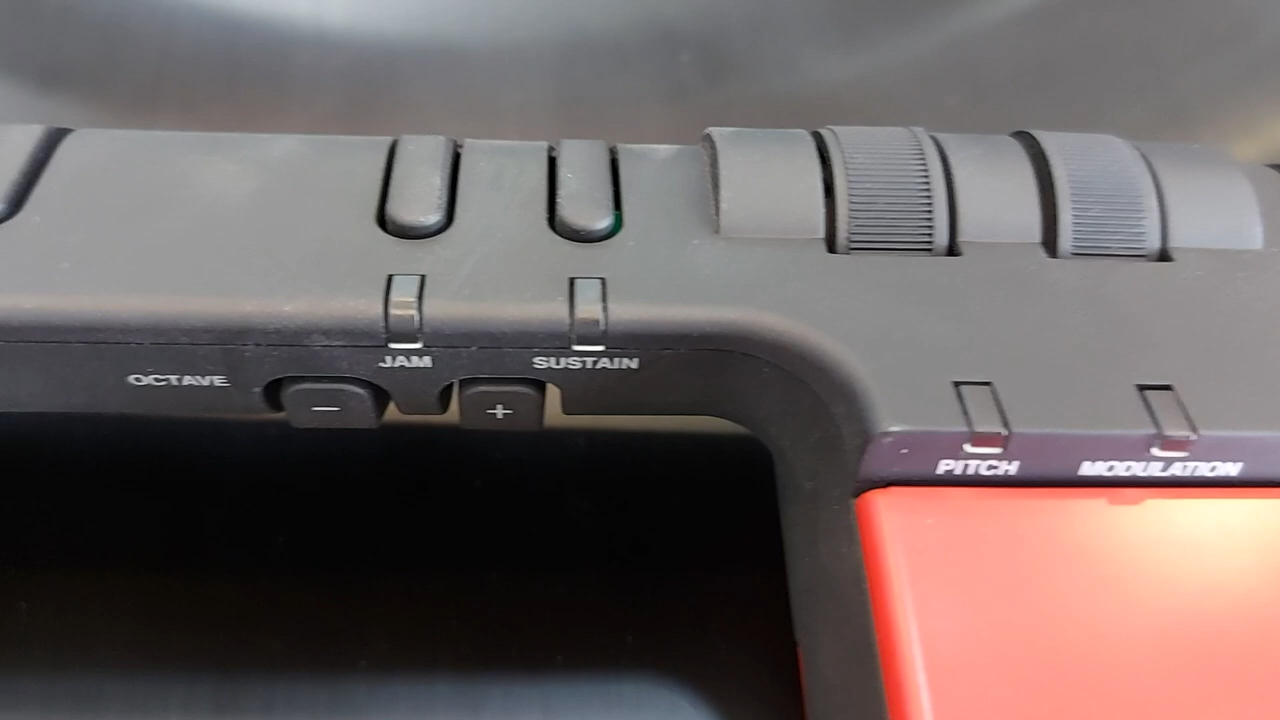 JAM
SUSTAIN
OCTAVE
−
+
PITCH
MODULATION